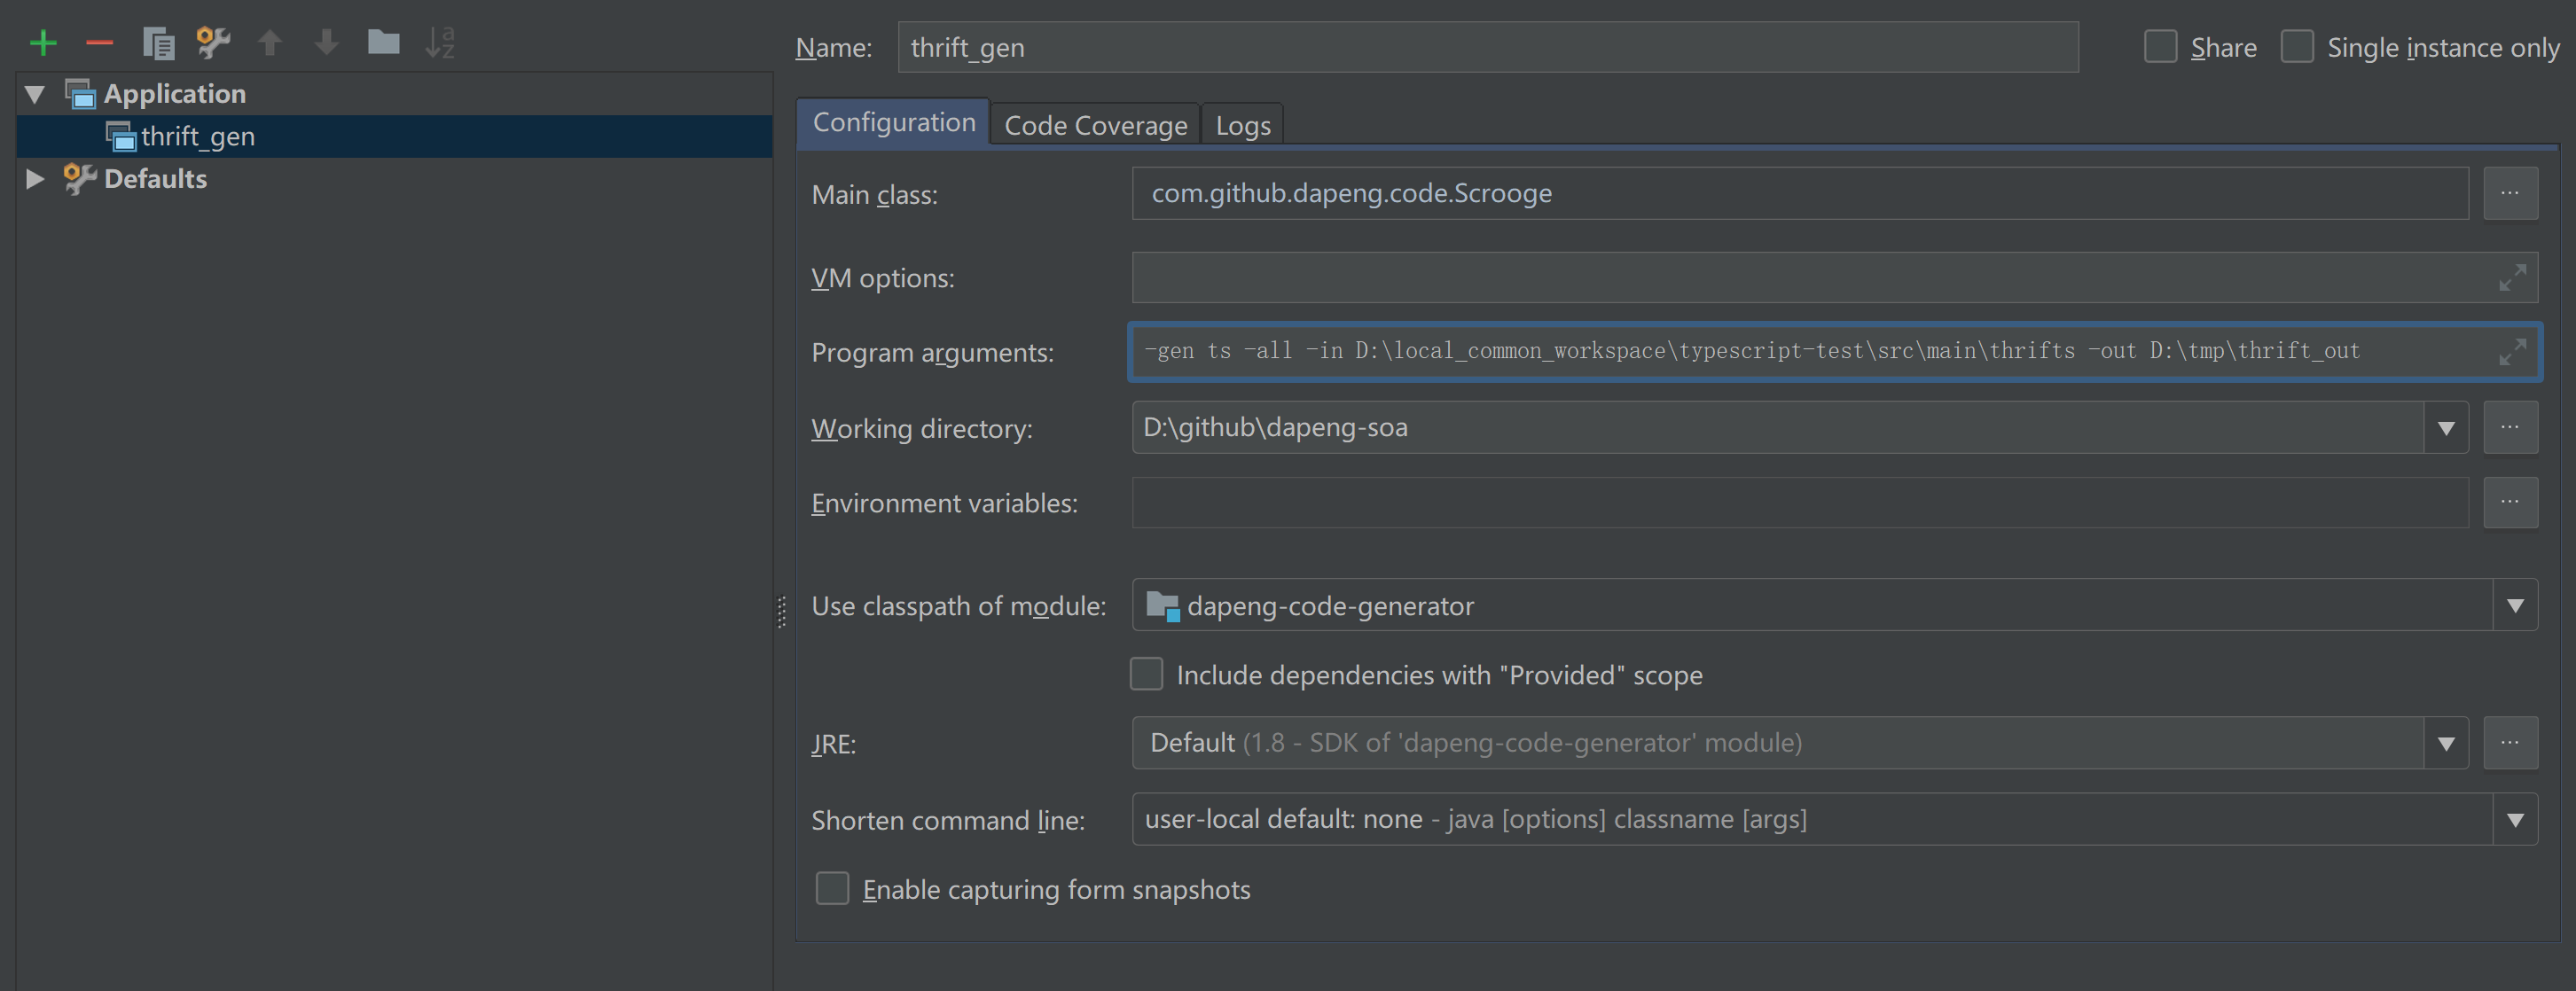 Application
thrift_gen
Defaults
Name: thrift_gen Share Single instance only
Configuration Code Coverage Logs
Main class: com.github.dapeng.code.Scrooge ...
VM options:
Program arguments: -gen ts -all -in D:\local_common_workspace\typescript-test\src\main\thrifts -out D:\tmp\thrift_out
Working directory: D:\github\dapeng-soa ...
Environment variables: ...
Use classpath of module: dapeng-code-generator
Include dependencies with "Provided" scope
JRE: Default (1.8 - SDK of 'dapeng-code-generator' module) ...
Shorten command line: user-local default: none - java [options] classname [args]
Enable capturing form snapshots